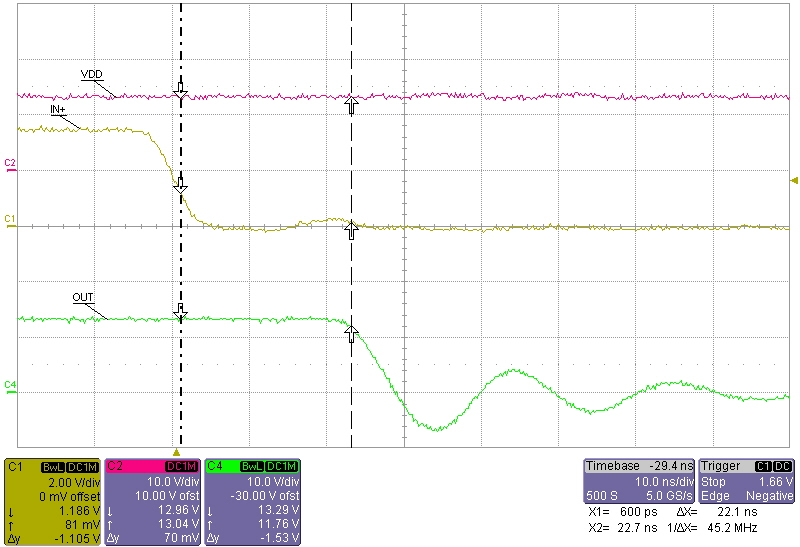 VDD
IN+
C2
C1
OUT
C4
C1 BwL DC1M
2.00 V/div
0 mV offset
↓ 1.186 V
↑ 81 mV
Δy -1.105 V
C2 DC1M
10.0 V/div
10.00 V ofst
↓ 12.96 V
↑ 13.04 V
Δy 70 mV
C4 BwL DC1M
10.0 V/div
-30.00 V ofst
↓ 13.29 V
↑ 11.76 V
Δy -1.53 V
Timebase -29.4 ns
10.0 ns/div
500 S 5.0 GS/s
Trigger C1 DC
Stop 1.66 V
Edge Negative
X1= 600 ps ΔX= 22.1 ns
X2= 22.7 ns 1/ΔX= 45.2 MHz